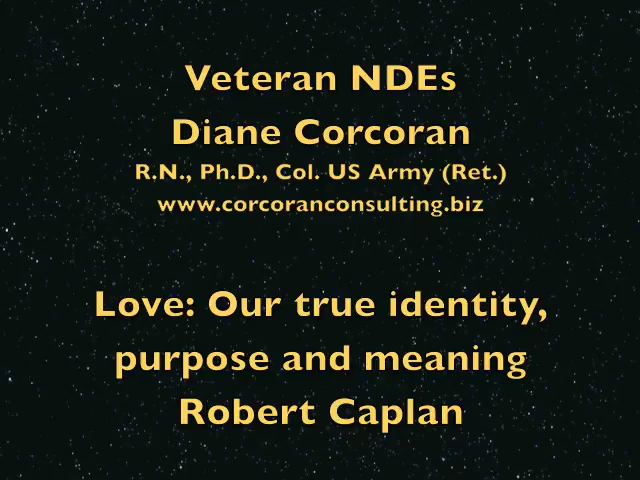 Veteran NDEs
Diane Corcoran
R.N., Ph.D., Col. US Army (Ret.)
www.corcoranconsulting.biz
Love: Our true identity,
purpose and meaning
Robert Caplan